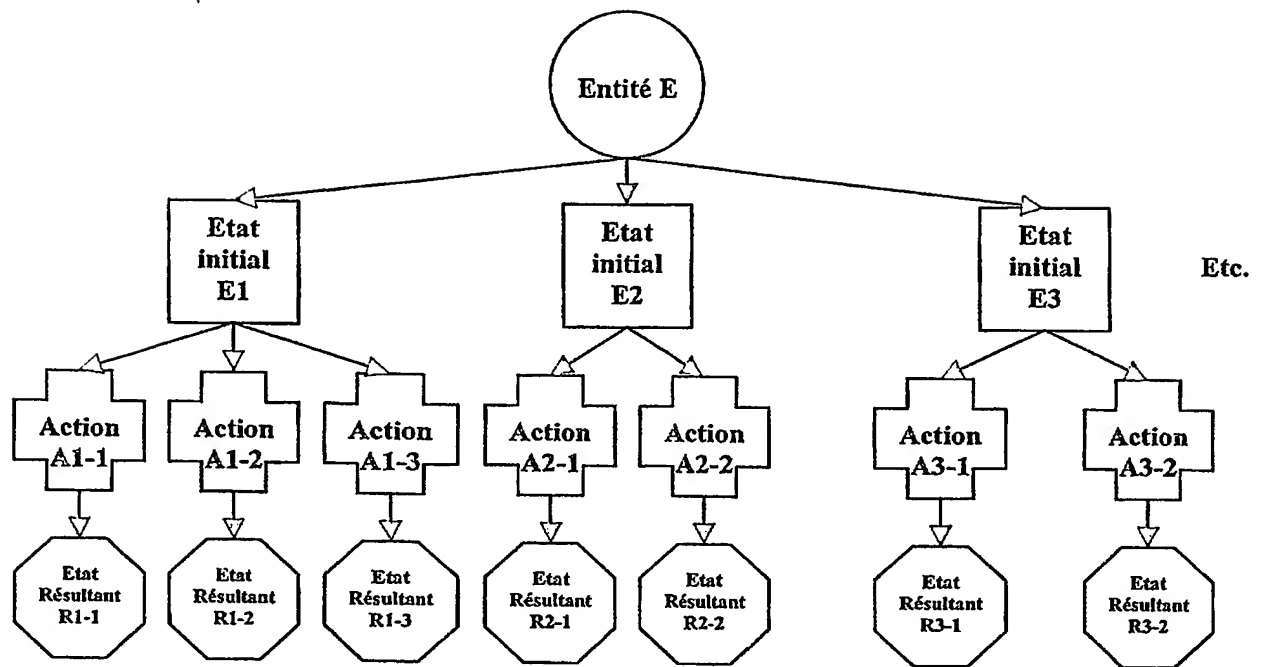 Entité E
Etat
initial
E1
Etat
initial
E2
Etat
initial
E3
Etc.
Action
A1-1
Action
A1-2
Action
A1-3
Action
A2-1
Action
A2-2
Action
A3-1
Action
A3-2
Etat
Résultant
R1-1
Etat
Résultant
R1-2
Etat
Résultant
R1-3
Etat
Résultant
R2-1
Etat
Résultant
R2-2
Etat
Résultant
R3-1
Etat
Résultant
R3-2